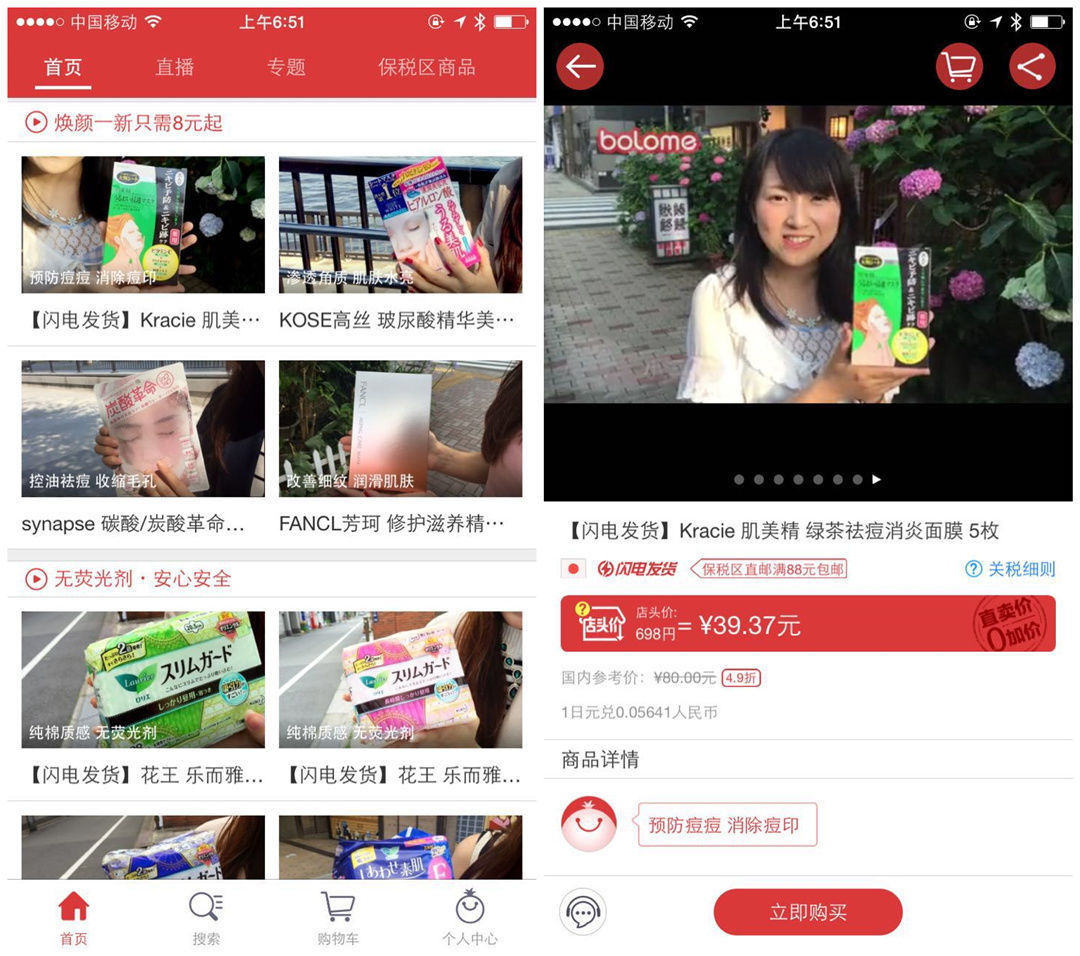 中国移动
上午6:51
首页
直播
专题
保税区商品
焕颜一新只需8元起
预防痘痘 消除痘印
渗透角质 肌肤水亮
【闪电发货】Kracie 肌美…
KOSE高丝 玻尿酸精华美…
炭酸革命
控油祛痘 收缩毛孔
FANCL
改善细纹 润滑肌肤
synapse 碳酸/炭酸革命…
FANCL芳珂 修护滋养精…
无荧光剂·安心安全
Laurier
スリムガード
纯棉质感 无荧光剂
Laurier
スリムガード
纯棉质感 无荧光剂
【闪电发货】花王 乐而雅…
【闪电发货】花王 乐而雅…
首页
搜索
购物车
个人中心
中国移动
上午6:51
bolome
【闪电发货】Kracie 肌美精 绿茶祛痘消炎面膜 5枚
闪电发货
保税区直邮满88元包邮
? 关税细则
?
店头价
店头价:
698円
= ¥39.37元
直卖价
0加价
国内参考价: ¥80.00元 4.9折
1日元兑0.05641人民币
商品详情
预防痘痘 消除痘印
立即购买